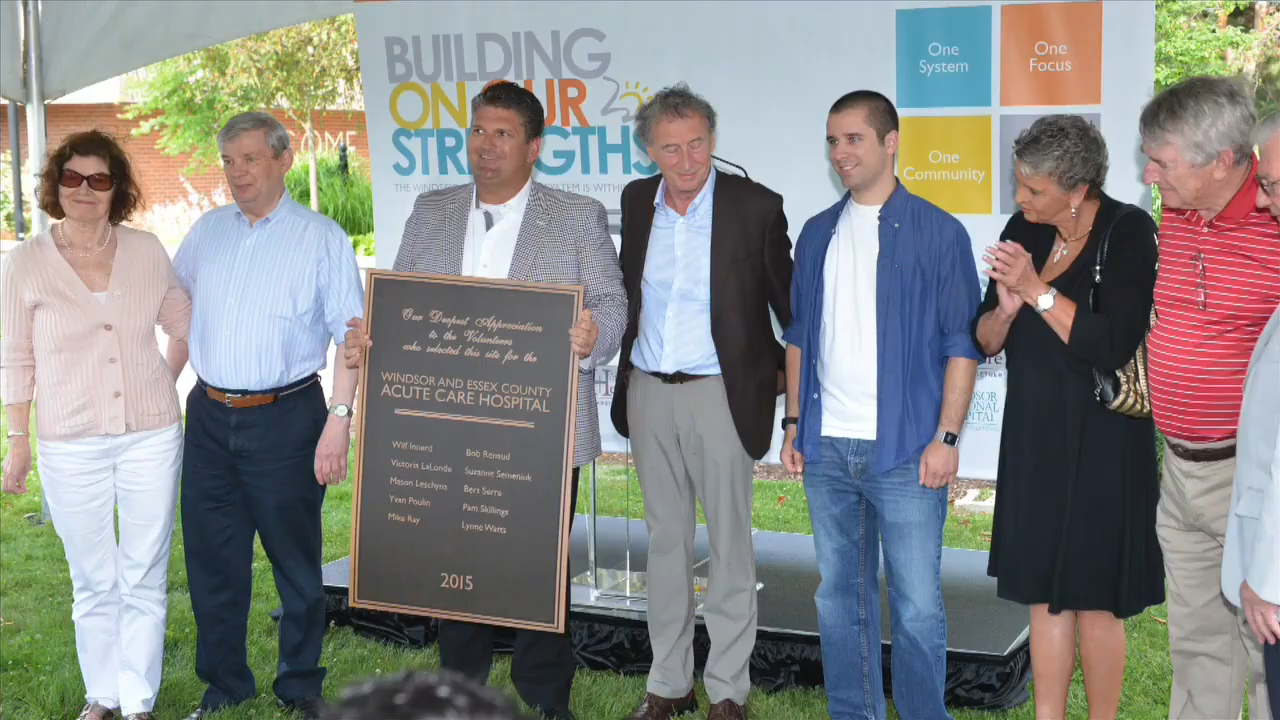 BUILDING
ON OUR
STRENGTHS
One
System
One
Focus
One
Community
HOME
Our Deepest Appreciation
to the Volunteers
who selected this site for the
WINDSOR AND ESSEX COUNTY
ACUTE CARE HOSPITAL
Wilf Innerd Bob Renaud
Victoria LaLonde Suzanne Semeniuk
Mason Leschyna Bert Surra
Yvan Poulin Pam Skillings
Mike Ray Lynne Watts
2015